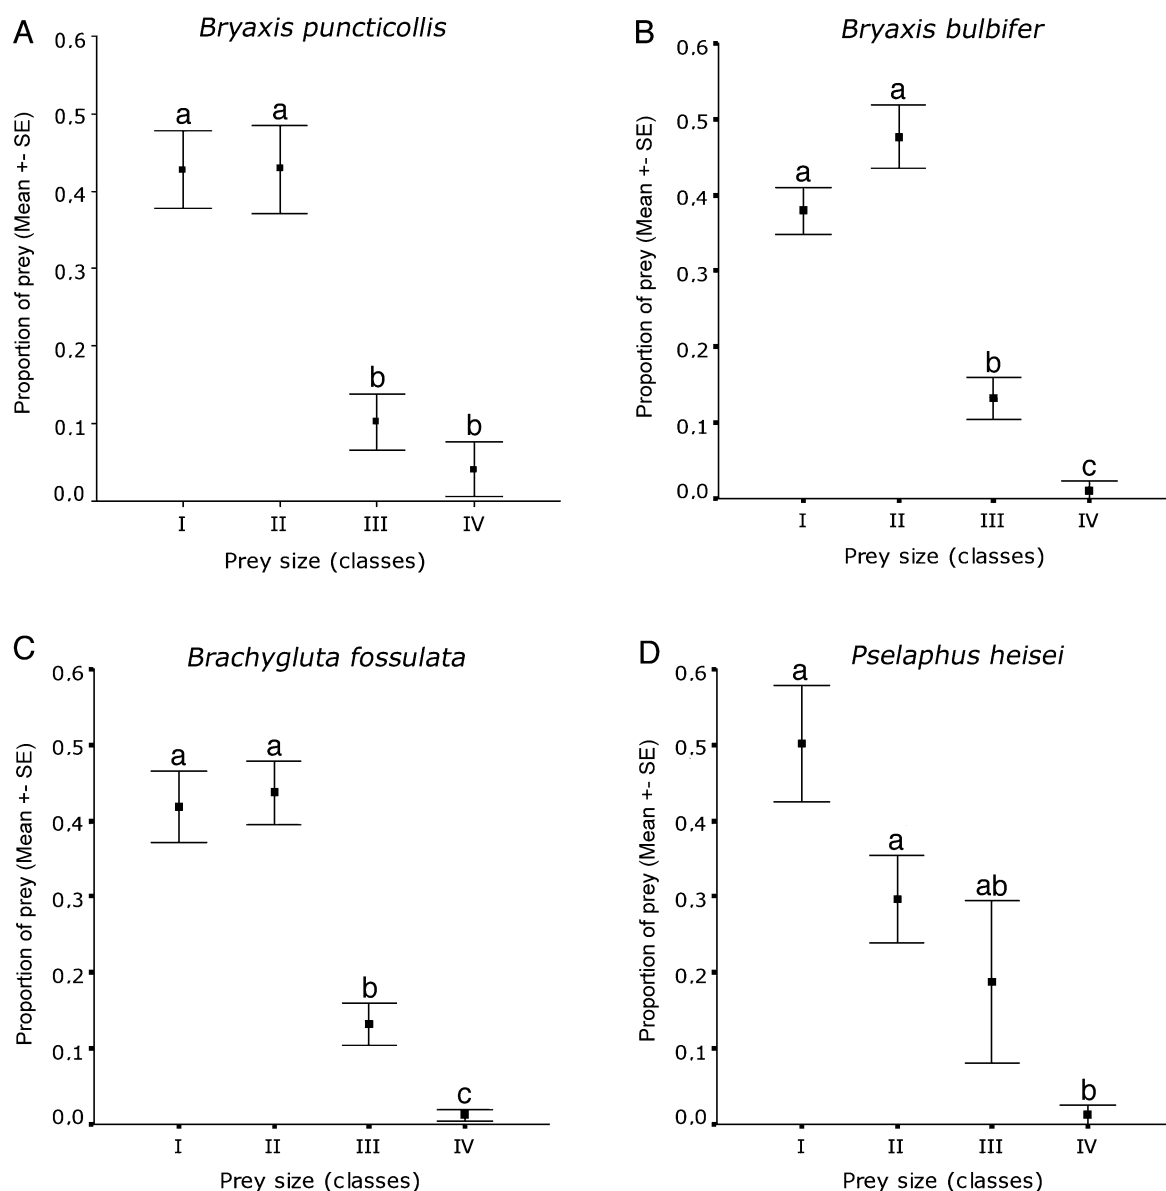 A
Bryaxis puncticollis
0.6
0.5
0.4
0.3
0.2
0.1
0.0
Proportion of prey (Mean +- SE)
a
a
b
b
I II III IV
Prey size (classes)
B
Bryaxis bulbifer
0.6
0.5
0.4
0.3
0.2
0.1
0.0
Proportion of prey (Mean +- SE)
a
a
b
c
I II III IV
Prey size (classes)
C
Brachygluta fossulata
0.6
0.5
0.4
0.3
0.2
0.1
0.0
Proportion of prey (Mean +- SE)
a
a
b
c
I II III IV
Prey size (classes)
D
Pselaphus heisei
0.6
0.5
0.4
0.3
0.2
0.1
0.0
Proportion of prey (Mean +- SE)
a
a
ab
b
I II III IV
Prey size (classes)